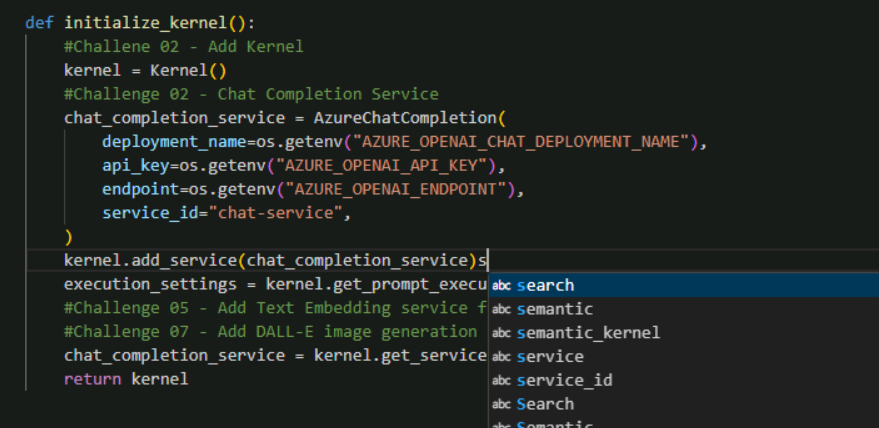 def initialize_kernel():
#Challene 02 - Add Kernel
kernel = Kernel()
#Challenge 02 - Chat Completion Service
chat_completion_service = AzureChatCompletion(
deployment_name=os.getenv("AZURE_OPENAI_CHAT_DEPLOYMENT_NAME"),
api_key=os.getenv("AZURE_OPENAI_API_KEY"),
endpoint=os.getenv("AZURE_OPENAI_ENDPOINT"),
service_id="chat-service",
)
kernel.add_service(chat_completion_service)s
execution_settings = kernel.get_prompt_execu
#Challenge 05 - Add Text Embedding service f
#Challenge 07 - Add DALL-E image generation
chat_completion_service = kernel.get_service
return kernel
abc search
abc semantic
abc semantic_kernel
abc service
abc service_id
abc Search
abc Semantic